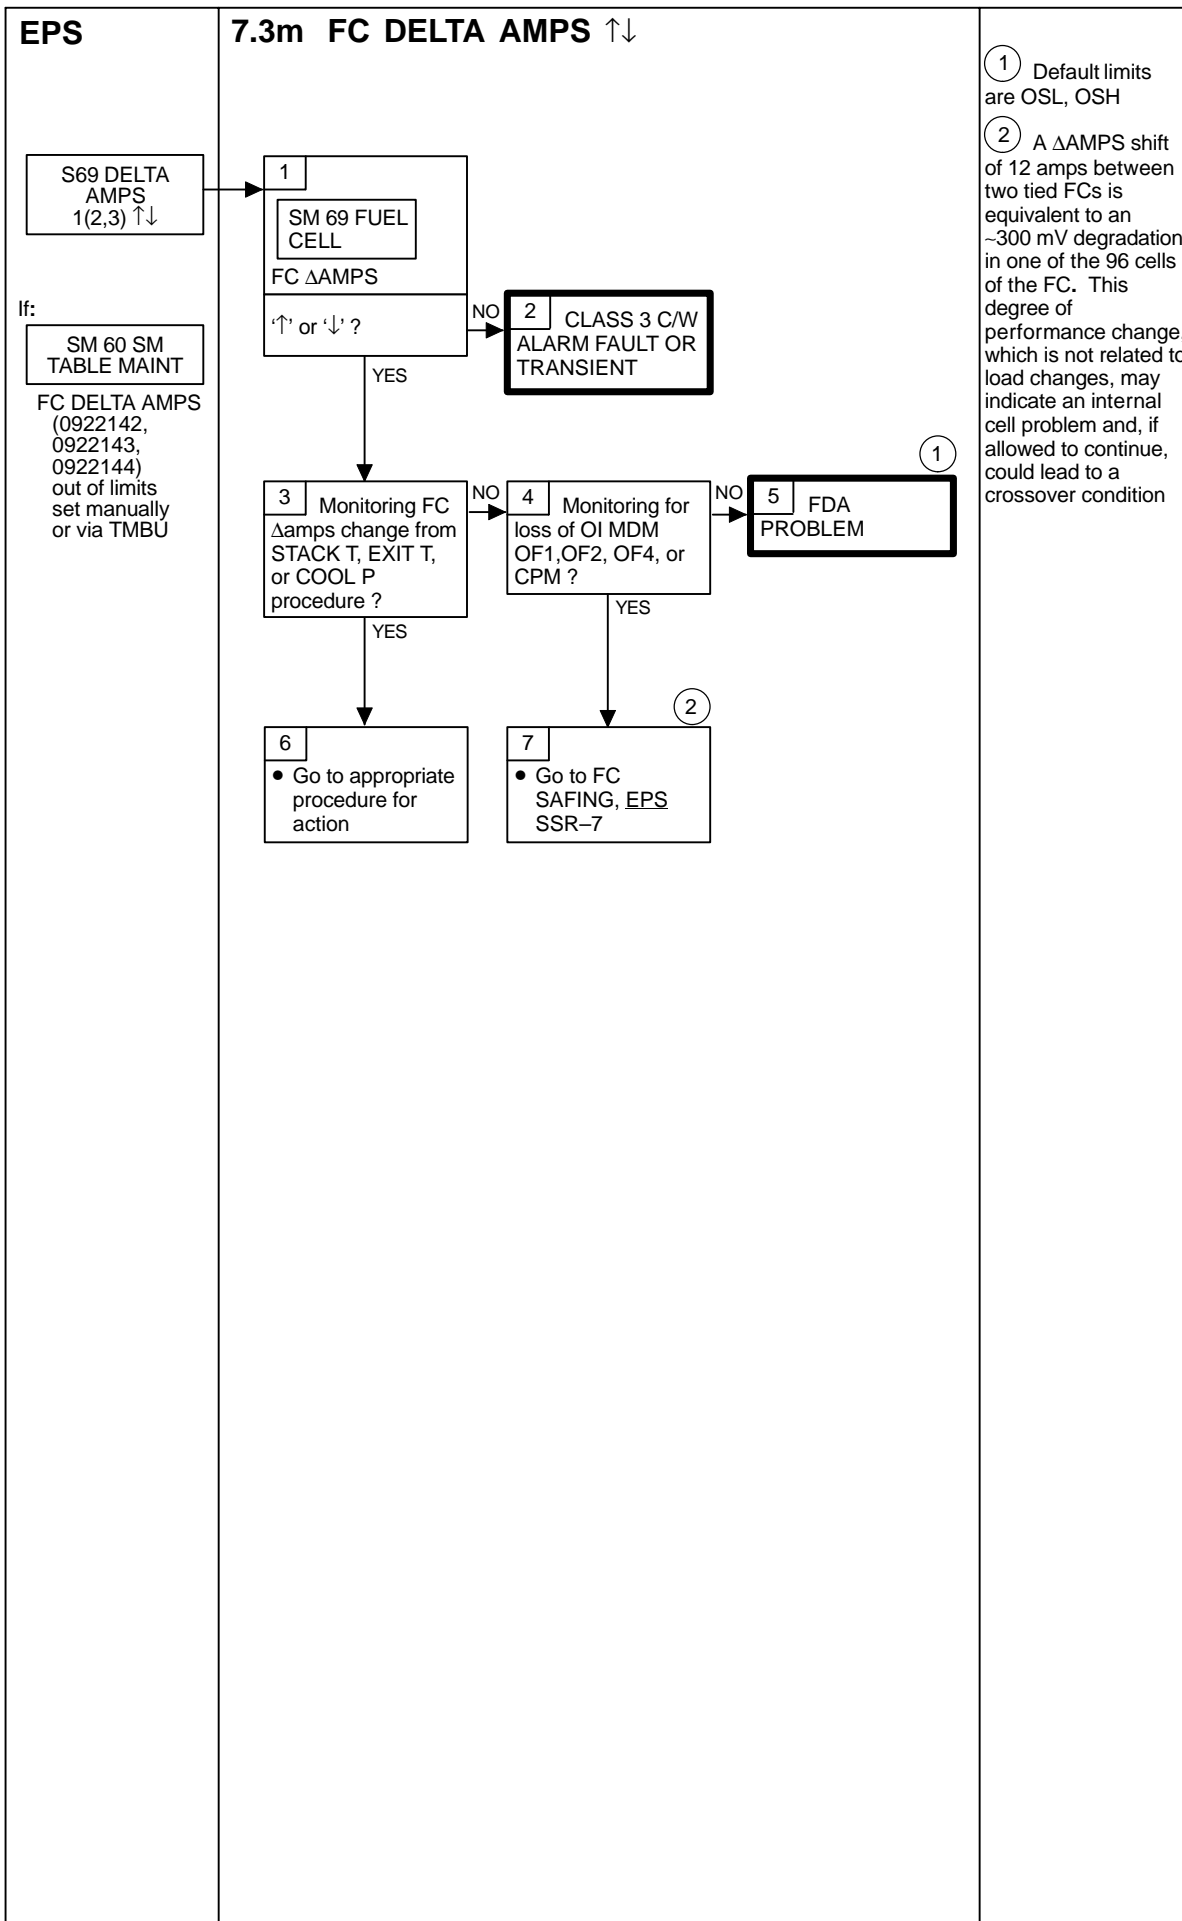 EPS
7.3m FC DELTA AMPS ↑↓
S69 DELTA
AMPS
1(2,3) ↑↓
If:
SM 60 SM
TABLE MAINT
FC DELTA AMPS
(0922142,
0922143,
0922144)
out of limits
set manually
or via TMBU
1
SM 69 FUEL
CELL
FC ∆AMPS
‘↑’ or ‘↓’ ?
NO
YES
2 CLASS 3 C/W
ALARM FAULT OR
TRANSIENT
3 Monitoring FC
∆amps change from
STACK T, EXIT T,
or COOL P
procedure ?
NO
YES
4 Monitoring for
loss of OI MDM
OF1,OF2, OF4, or
CPM ?
NO
YES
1
5 FDA
PROBLEM
6
• Go to appropriate
procedure for
action
2
7
• Go to FC
SAFING, EPS
SSR–7
1 Default limits
are OSL, OSH
2 A ∆AMPS shift
of 12 amps between
two tied FCs is
equivalent to an
~300 mV degradation
in one of the 96 cells
of the FC. This
degree of
performance change,
which is not related to
load changes, may
indicate an internal
cell problem and, if
allowed to continue,
could lead to a
crossover condition